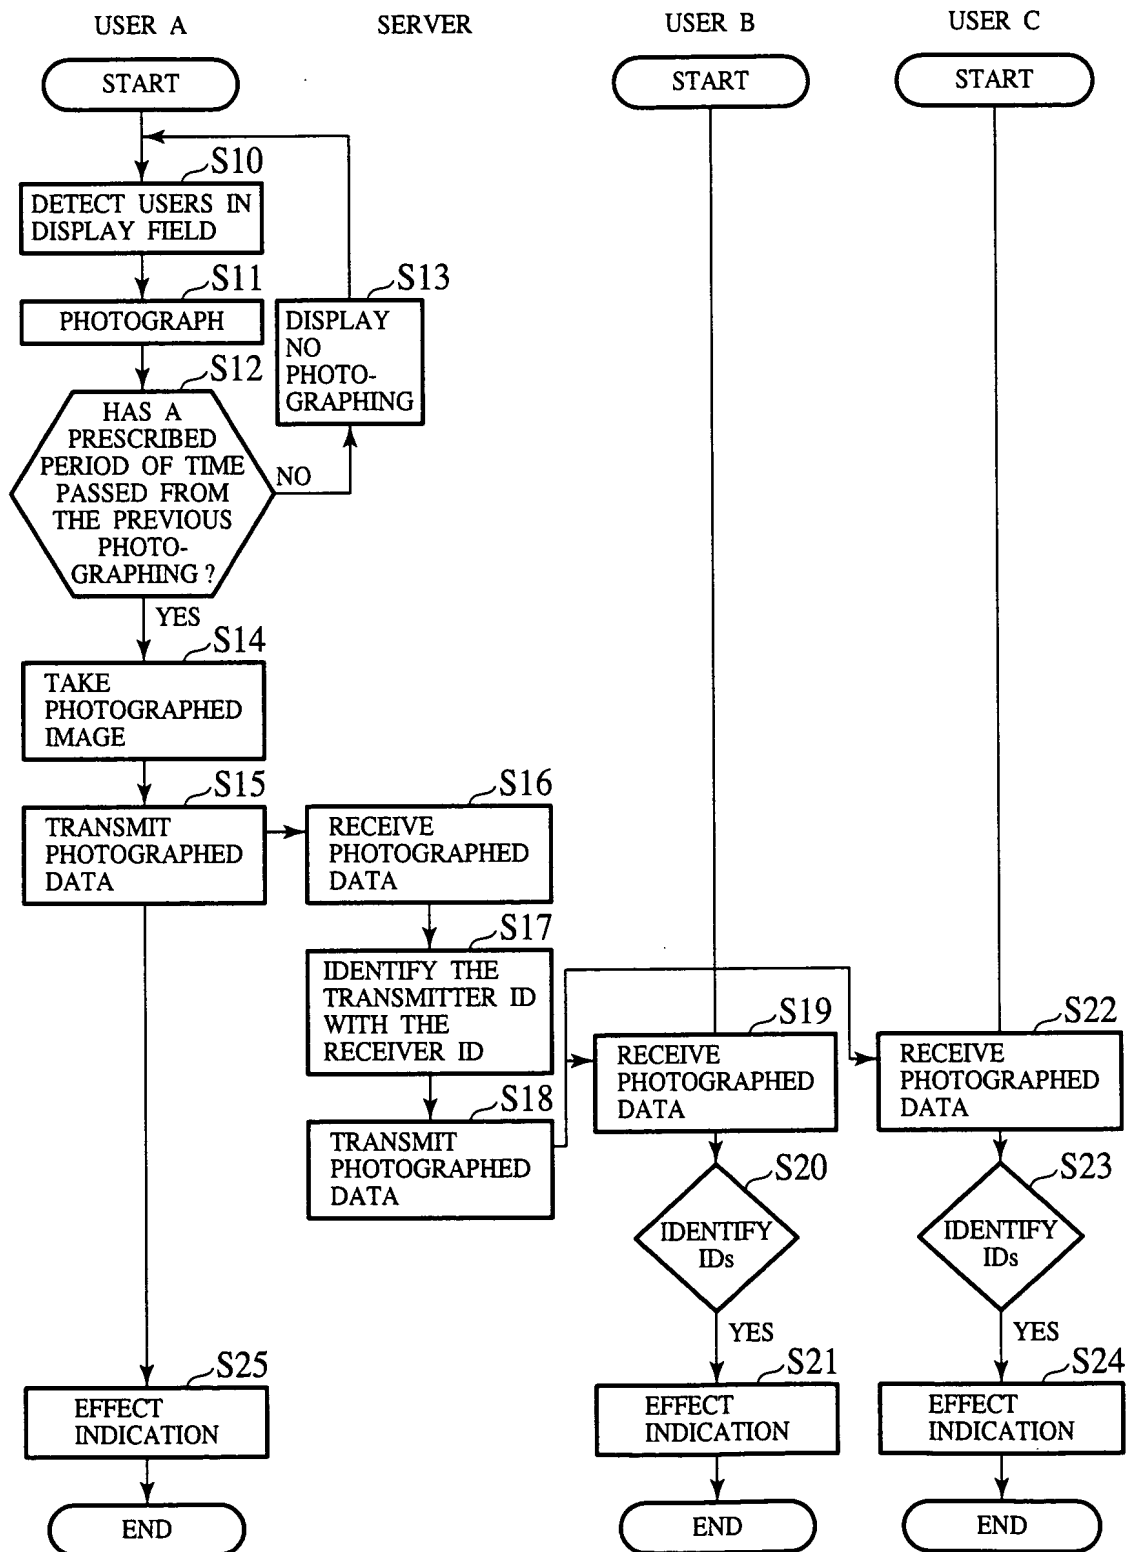 USER A
SERVER
USER B
USER C
START
START
START
S10
DETECT USERS IN
DISPLAY FIELD
S11
PHOTOGRAPH
S13
DISPLAY
NO
PHOTO-
GRAPHING
S12
HAS A
PRESCRIBED
PERIOD OF TIME
PASSED FROM
THE PREVIOUS
PHOTO-
GRAPHING ?
NO
YES
S14
TAKE
PHOTOGRAPHED
IMAGE
S15
TRANSMIT
PHOTOGRAPHED
DATA
S16
RECEIVE
PHOTOGRAPHED
DATA
S17
IDENTIFY THE
TRANSMITTER ID
WITH THE
RECEIVER ID
S18
TRANSMIT
PHOTOGRAPHED
DATA
S19
RECEIVE
PHOTOGRAPHED
DATA
S22
RECEIVE
PHOTOGRAPHED
DATA
S20
IDENTIFY
IDs
YES
S23
IDENTIFY
IDs
YES
S25
EFFECT
INDICATION
S21
EFFECT
INDICATION
S24
EFFECT
INDICATION
END
END
END